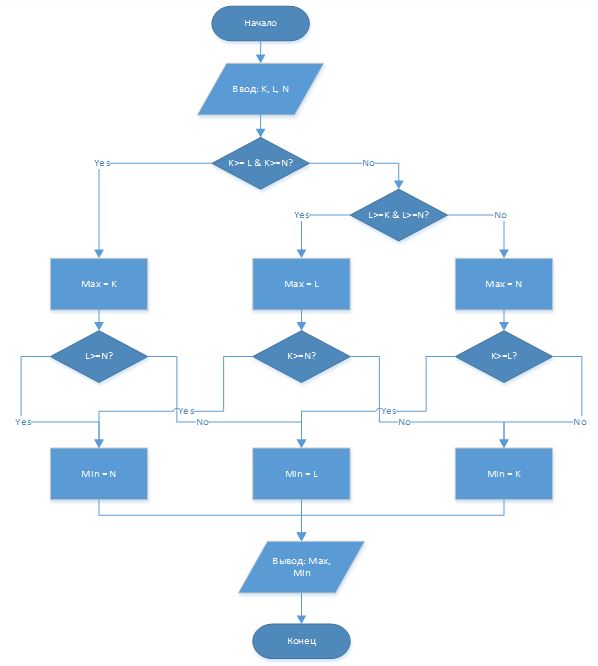 Начало
Ввод: K, L, N
K>= L & K>=N?
Yes
No
L>=K & L>=N?
Yes
No
Max = K
Max = L
Max = N
L>=N?
K>=N?
K>=L?
Yes
Yes
No
Yes
No
No
Min = N
Min = L
Min = K
Вывод: Max,
Min
Конец